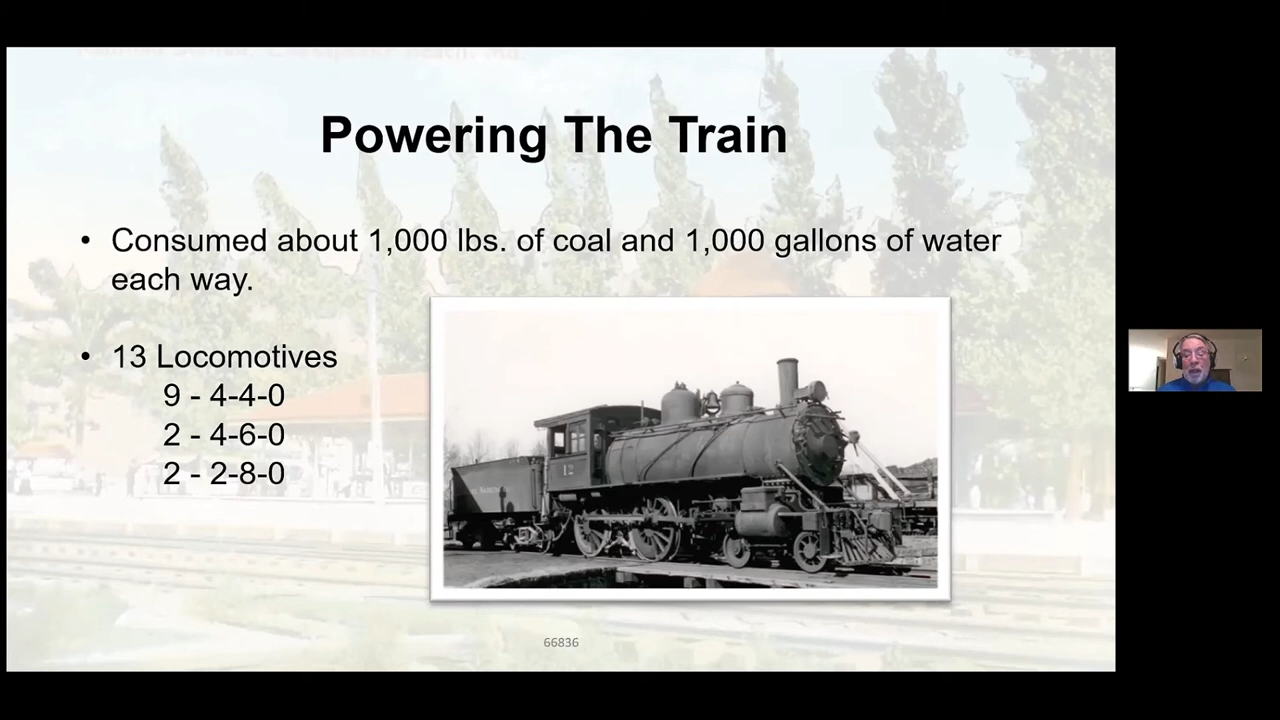 Powering The Train
• Consumed about 1,000 lbs. of coal and 1,000 gallons of water
each way.
• 13 Locomotives
9 - 4-4-0
2 - 4-6-0
2 - 2-8-0
12
66836